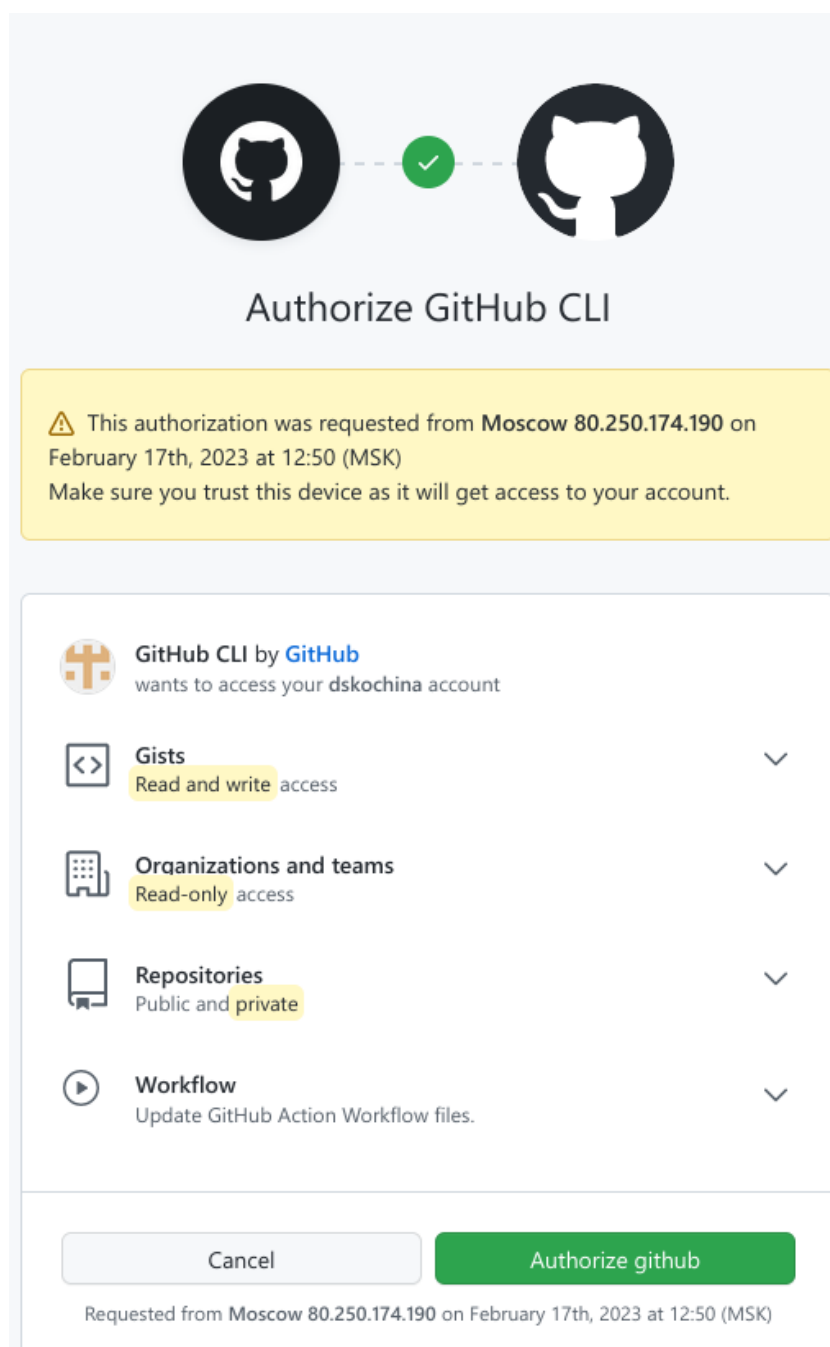 Authorize GitHub CLI
This authorization was requested from Moscow 80.250.174.190 on
February 17th, 2023 at 12:50 (MSK)
Make sure you trust this device as it will get access to your account.
GitHub CLI by GitHub
wants to access your dskochina account
Gists
Read and write access
Organizations and teams
Read-only access
Repositories
Public and private
Workflow
Update GitHub Action Workflow files.
Cancel
Authorize github
Requested from Moscow 80.250.174.190 on February 17th, 2023 at 12:50 (MSK)